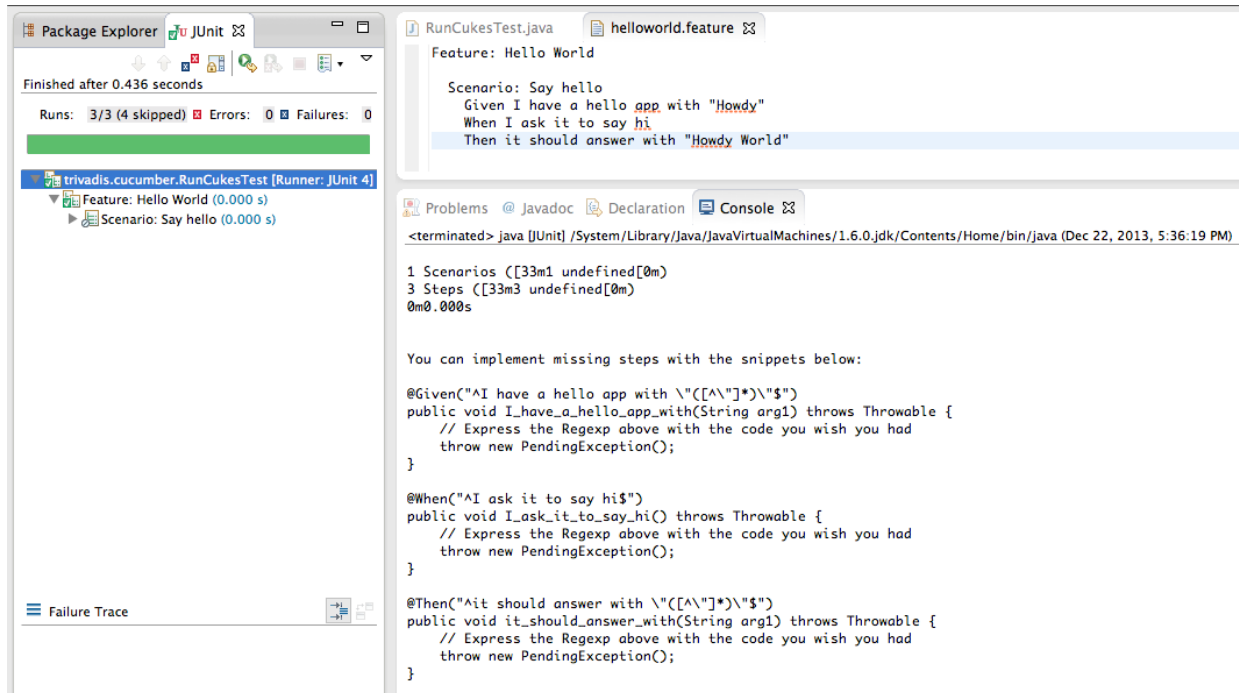 Package Explorer JUnit
Finished after 0.436 seconds
Runs: 3/3 (4 skipped) Errors: 0 Failures: 0
trivadis.cucumber.RunCukesTest [Runner: JUnit 4]
Feature: Hello World (0.000 s)
Scenario: Say hello (0.000 s)
Failure Trace
RunCukesTest.java helloworld.feature
Feature: Hello World
Scenario: Say hello
Given I have a hello app with "Howdy"
When I ask it to say hi
Then it should answer with "Howdy World"
Problems @ Javadoc Declaration Console
<terminated> java [JUnit] /System/Library/Java/JavaVirtualMachines/1.6.0.jdk/Contents/Home/bin/java (Dec 22, 2013, 5:36:19 PM)
1 Scenarios ([33m1 undefined[0m)
3 Steps ([33m3 undefined[0m)
0m0.000s
You can implement missing steps with the snippets below:
@Given("^I have a hello app with \"([^\"]*)\"$")
public void I_have_a_hello_app_with(String arg1) throws Throwable {
// Express the Regexp above with the code you wish you had
throw new PendingException();
}
@When("^I ask it to say hi$")
public void I_ask_it_to_say_hi() throws Throwable {
// Express the Regexp above with the code you wish you had
throw new PendingException();
}
@Then("^it should answer with \"([^\"]*)\"$")
public void it_should_answer_with(String arg1) throws Throwable {
// Express the Regexp above with the code you wish you had
throw new PendingException();
}